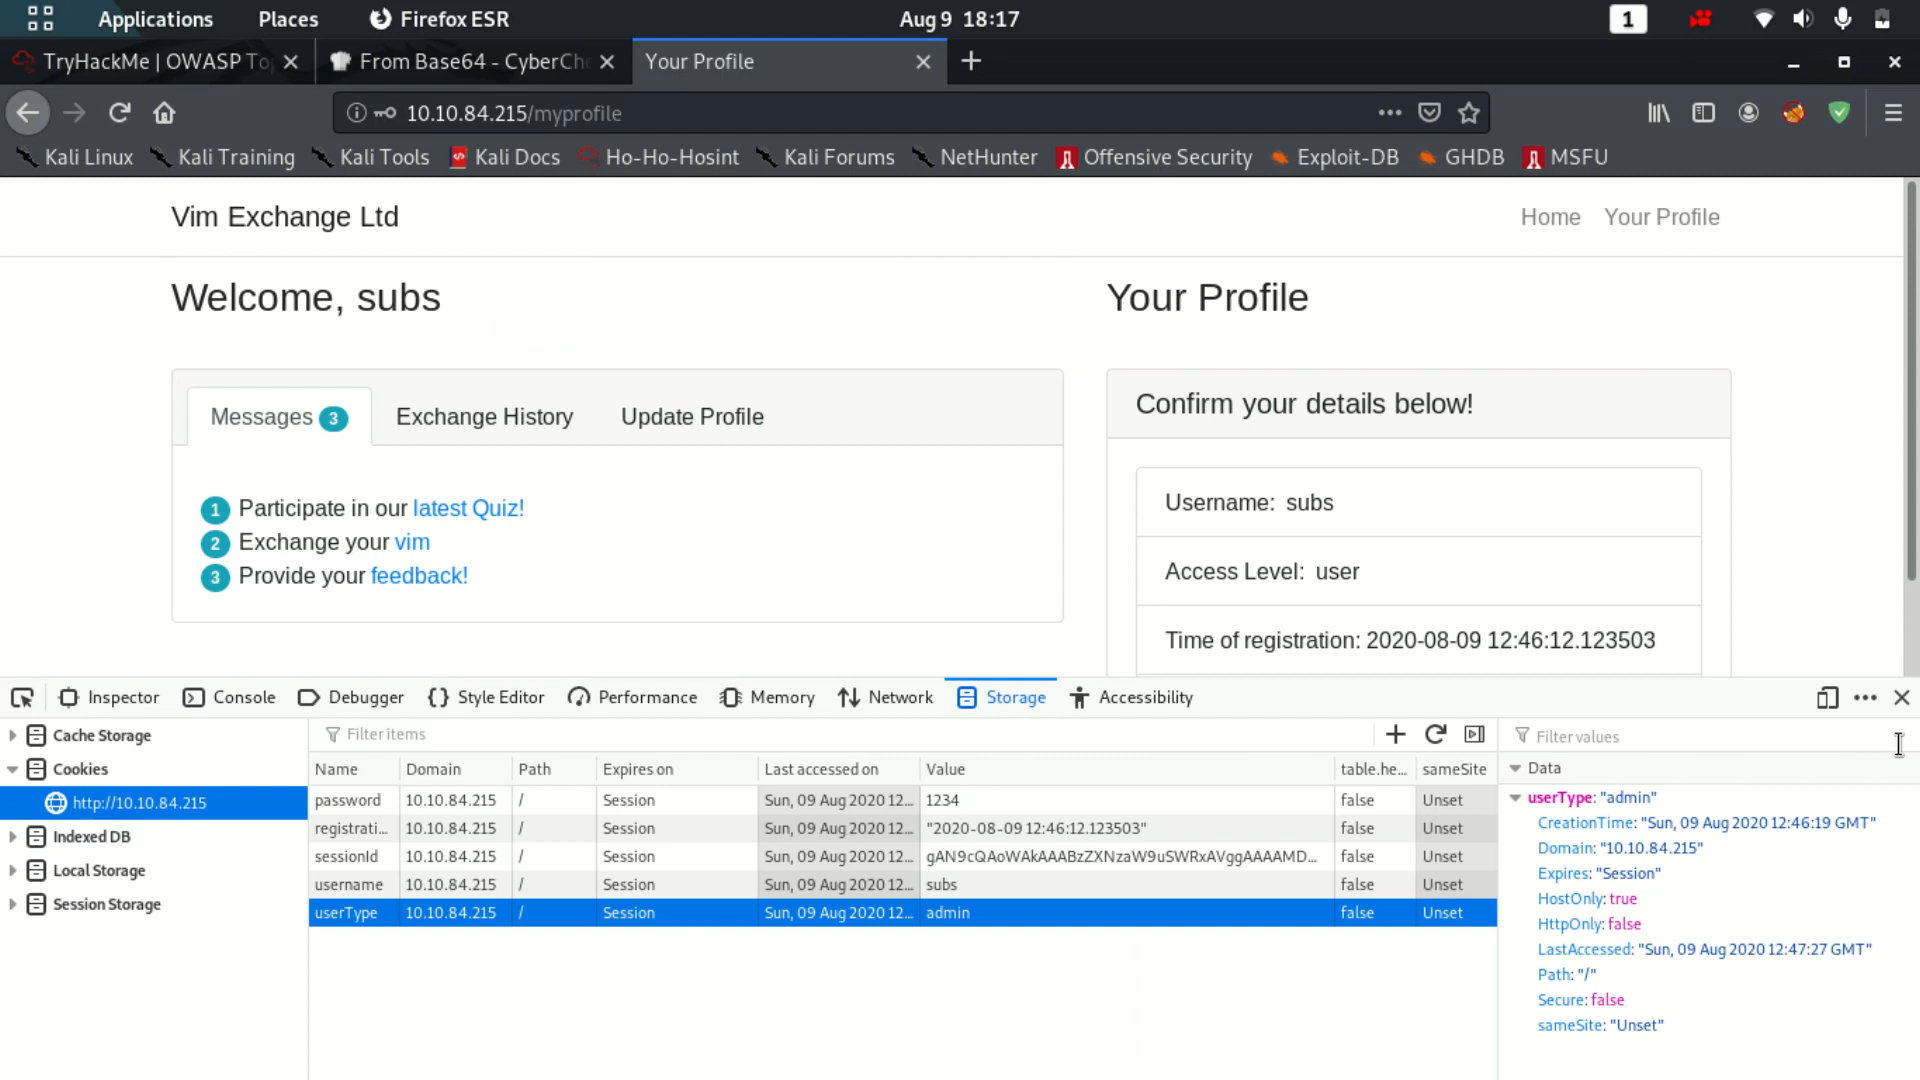 Applications Places Firefox ESR Aug 9 18:17 1
TryHackMe | OWASP To From Base64 - CyberChe Your Profile
10.10.84.215/myprofile
Kali Linux Kali Training Kali Tools Kali Docs Ho-Ho-Hosint Kali Forums NetHunter Offensive Security Exploit-DB GHDB MSFU
Vim Exchange Ltd Home Your Profile
Welcome, subs
Messages 3 Exchange History Update Profile
1 Participate in our latest Quiz!
2 Exchange your vim
3 Provide your feedback!
Your Profile
Confirm your details below!
Username: subs
Access Level: user
Time of registration: 2020-08-09 12:46:12.123503
Inspector Console Debugger Style Editor Performance Memory Network Storage Accessibility
Cache Storage
Cookies
http://10.10.84.215
Indexed DB
Local Storage
Session Storage
Filter items
Name Domain Path Expires on Last accessed on Value table.he... sameSite
password 10.10.84.215 / Session Sun, 09 Aug 2020 12... 1234 false Unset
registrati... 10.10.84.215 / Session Sun, 09 Aug 2020 12... "2020-08-09 12:46:12.123503" false Unset
sessionId 10.10.84.215 / Session Sun, 09 Aug 2020 12... gAN9cQAoWAkAAABzZXNzaW9uSWRxAVggAAAAMD... false Unset
username 10.10.84.215 / Session Sun, 09 Aug 2020 12... subs false Unset
userType 10.10.84.215 / Session Sun, 09 Aug 2020 12... admin false Unset
Filter values
Data
userType: "admin"
CreationTime: "Sun, 09 Aug 2020 12:46:19 GMT"
Domain: "10.10.84.215"
Expires: "Session"
HostOnly: true
HttpOnly: false
LastAccessed: "Sun, 09 Aug 2020 12:47:27 GMT"
Path: "/"
Secure: false
sameSite: "Unset"